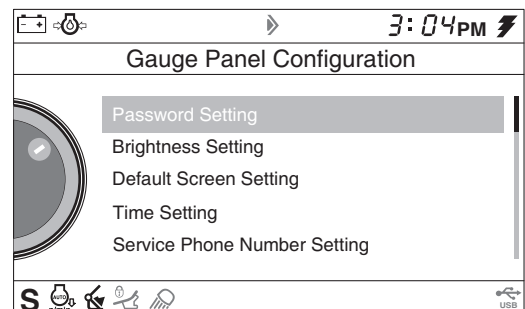 3:04PM
Gauge Panel Configuration
Password Setting
Brightness Setting
Default Screen Setting
Time Setting
Service Phone Number Setting
S AUTO
USB